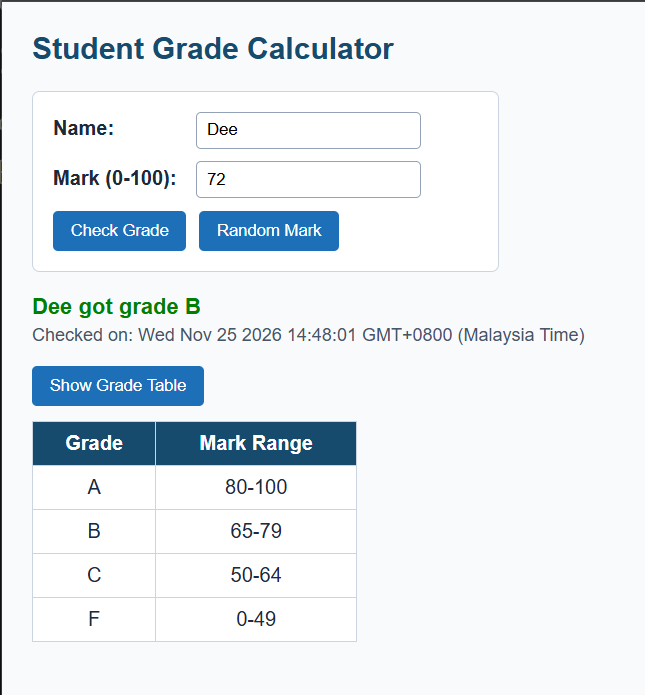 Student Grade Calculator
Name: Dee
Mark (0-100): 72
Check Grade Random Mark
Dee got grade B
Checked on: Wed Nov 25 2026 14:48:01 GMT+0800 (Malaysia Time)
Show Grade Table
Grade Mark Range
A 80-100
B 65-79
C 50-64
F 0-49